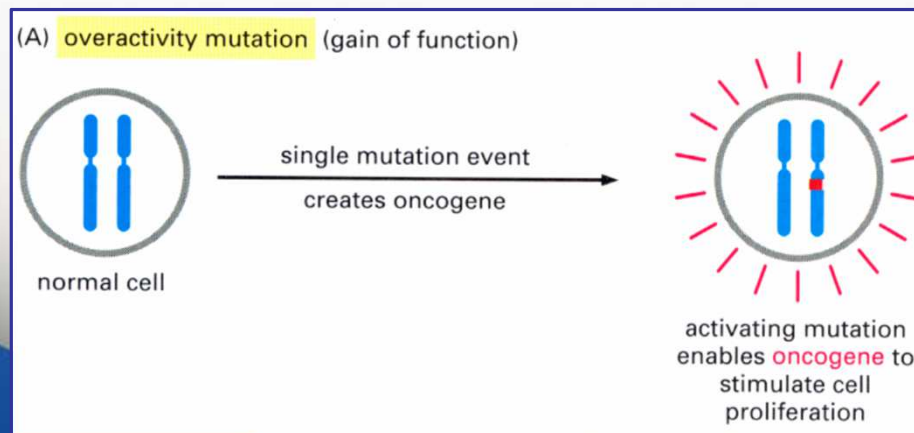 (A) overactivity mutation (gain of function)
single mutation event
creates oncogene
normal cell
activating mutation
enables oncogene to
stimulate cell
proliferation